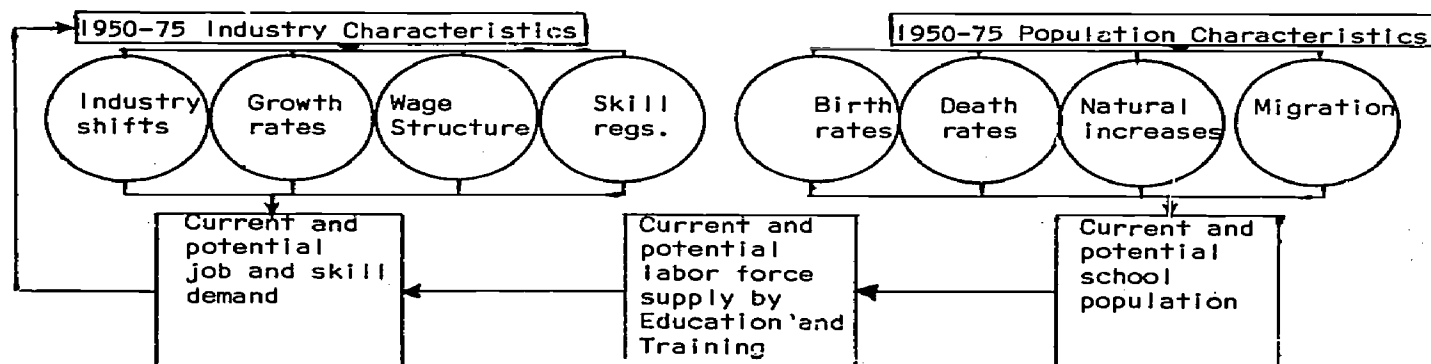 1950-75 Industry Characteristics
1950-75 Population Characteristics
Industry
shifts
Growth
rates
Wage
Structure
Skill
regs.
Birth
rates
Death
rates
Natural
increases
Migration
Current and
potential
job and skill
demand
Current and
potential
labor force
supply by
Education and
Training
Current and
potential
school
population